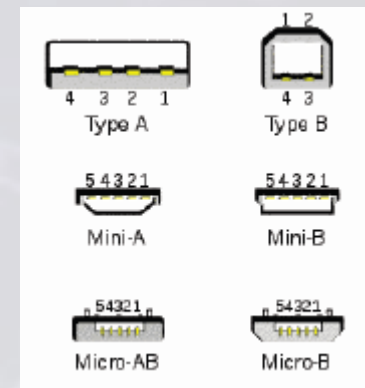 1 2
4 3 2 1
4 3
Type A
Type B
5 4 3 2 1
5 4 3 2 1
Mini-A
Mini-B
54321
54321
Micro-AB
Micro-B